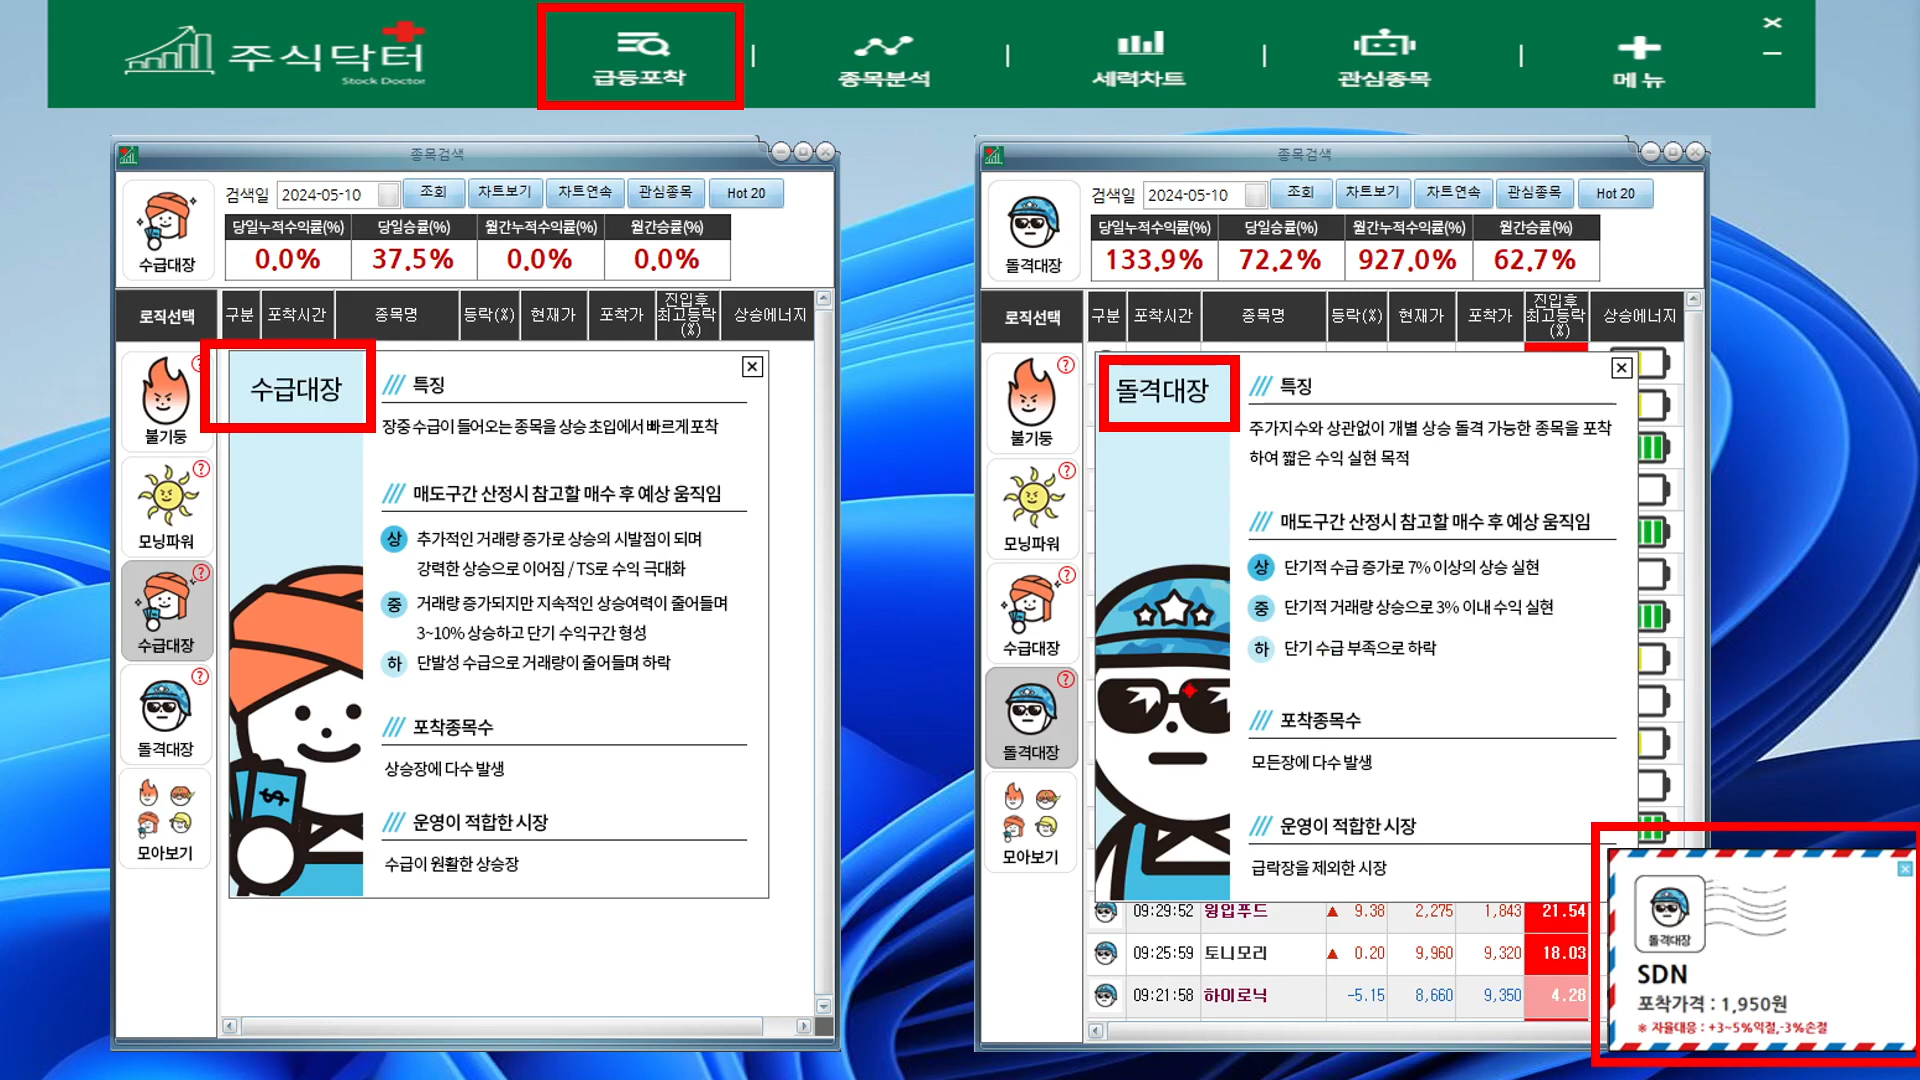 주식닥터
Stock Doctor
급등포착
종목분석
세력차트
관심종목
메뉴
종목검색
수급대장
검색일 2024-05-10 조회 차트보기 차트연속 관심종목 Hot 20
당일누적수익률(%) 당일승률(%) 월간누적수익률(%) 월간승률(%)
0.0% 37.5% 0.0% 0.0%
로직선택 구분 포착시간 종목명 등락(%) 현재가 포착가 진입후 최고등락 (%) 상승에너지
불기둥
모닝파워
수급대장
돌격대장
모아보기
수급대장
특징
장중 수급이 들어오는 종목을 상승 초입에서 빠르게 포착
매도구간 산정시 참고할 매수 후 예상 움직임
상 추가적인 거래량 증가로 상승의 시발점이 되며
강력한 상승으로 이어짐 / TS로 수익 극대화
중 거래량 증가되지만 지속적인 상승여력이 줄어들며
3~10% 상승하고 단기 수익구간 형성
하 단발성 수급으로 거래량이 줄어들며 하락
포착종목수
상승장에 다수 발생
운영이 적합한 시장
수급이 원활한 상승장
종목검색
돌격대장
검색일 2024-05-10 조회 차트보기 차트연속 관심종목 Hot 20
당일누적수익률(%) 당일승률(%) 월간누적수익률(%) 월간승률(%)
133.9% 72.2% 927.0% 62.7%
로직선택 구분 포착시간 종목명 등락(%) 현재가 포착가 진입후 최고등락 (%) 상승에너지
불기둥
모닝파워
수급대장
돌격대장
모아보기
돌격대장
특징
주가지수와 상관없이 개별 상승 돌격 가능한 종목을 포착
하여 짧은 수익 실현 목적
매도구간 산정시 참고할 매수 후 예상 움직임
상 단기적 수급 증가로 7% 이상의 상승 실현
중 단기적 거래량 상승으로 3% 이내 수익 실현
하 단기 수급 부족으로 하락
포착종목수
모든장에 다수 발생
운영이 적합한 시장
급락장을 제외한 시장
09:29:52 윙입푸드 ▲ 9.38 2,275 1,843 21.54
09:25:59 토니모리 ▲ 0.20 9,960 9,320 18.03
09:21:58 하이로닉 -5.15 8,660 9,350 4.28
돌격대장
SDN
포착가격 : 1,950원
※ 자율대응 : +3~5%익절,-3%손절